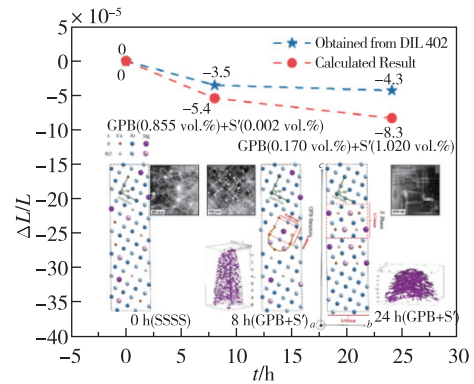 ×10⁻⁵
5
0
−5
−10
−15
−20
−25
−30
−35
−40
ΔL/L
0
0
−3.5
−5.4
−4.3
−8.3
Obtained from DIL 402
Calculated Result
GPB(0.855 vol.%)+S′(0.002 vol.%)
GPB(0.170 vol.%)+S′(1.020 vol.%)
c
a
b
0 h(SSSS)
8 h(GPB+S′)
24 h(GPB+S′)
−5
0
5
10
15
20
25
30
t/h